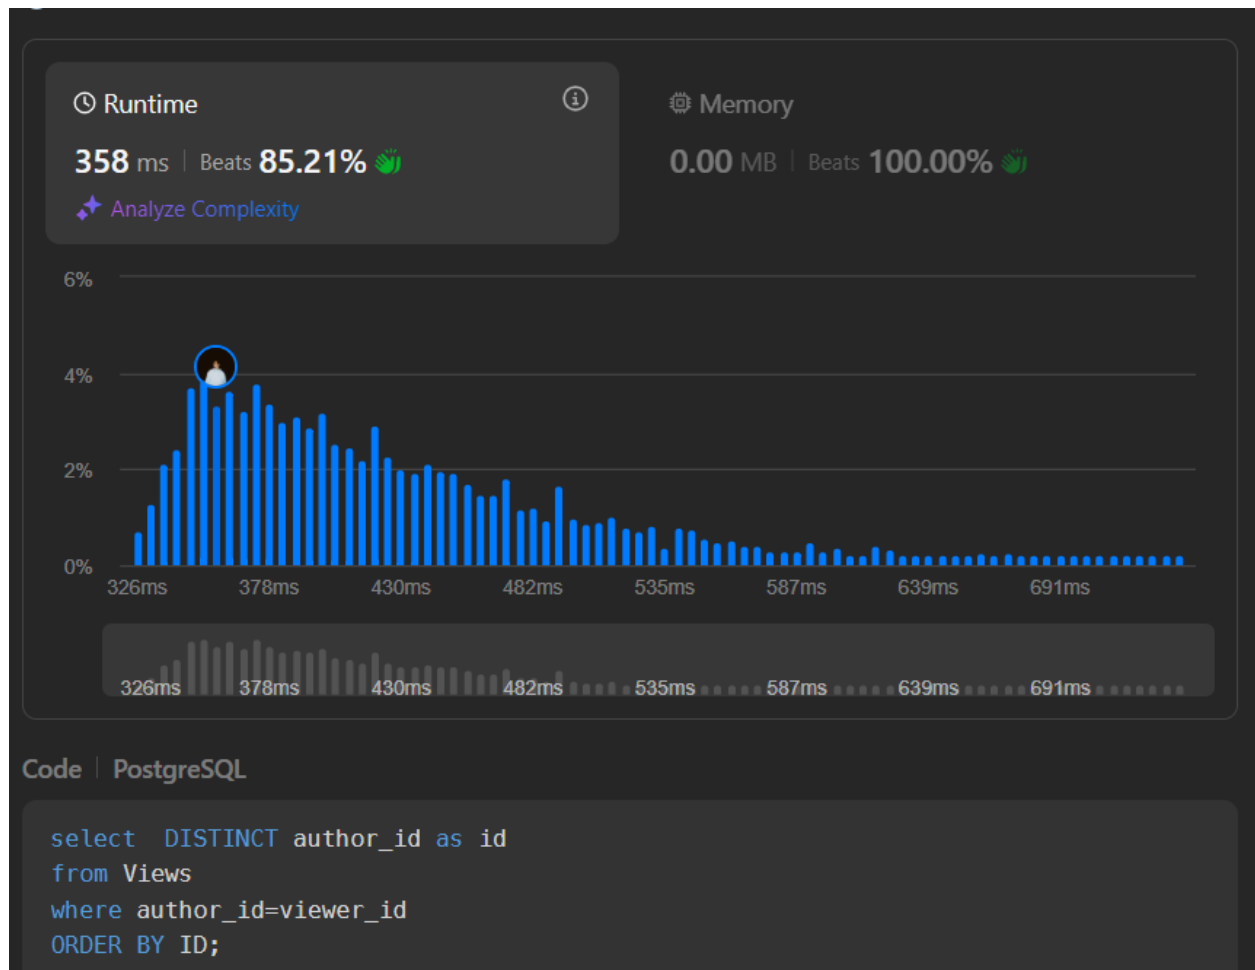 Runtime
358 ms | Beats 85.21%
Analyze Complexity
Memory
0.00 MB | Beats 100.00%
6%
4%
2%
0%
326ms 378ms 430ms 482ms 535ms 587ms 639ms 691ms
326ms 378ms 430ms 482ms 535ms 587ms 639ms 691ms
Code | PostgreSQL
select  DISTINCT author_id as id
from Views
where author_id=viewer_id
ORDER BY ID;